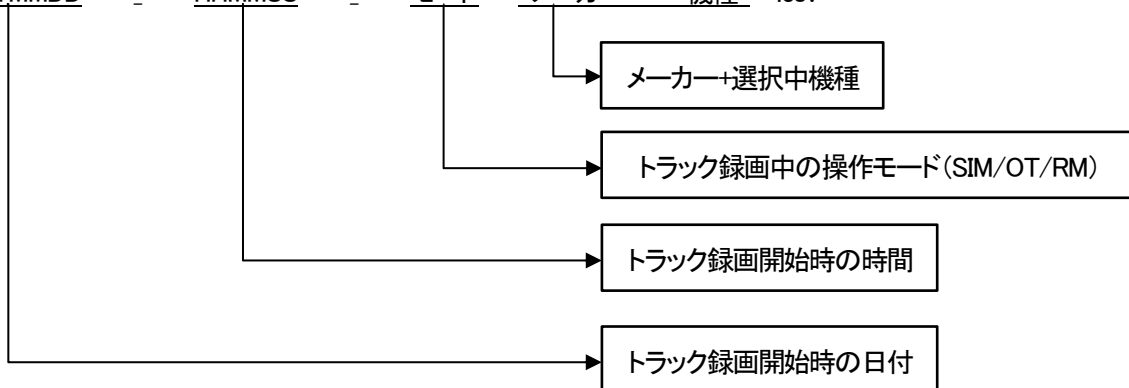 メーカー+選択中機種
トラック録画中の操作モード(SIM/OT/RM)
トラック録画開始時の時間
トラック録画開始時の日付